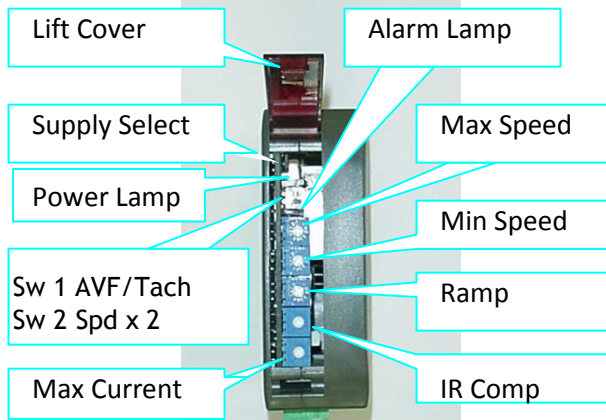 Lift Cover
Alarm Lamp
Supply Select
Max Speed
Power Lamp
Min Speed
Sw 1 AVF/Tach
Sw 2 Spd x 2
Ramp
Max Current
IR Comp